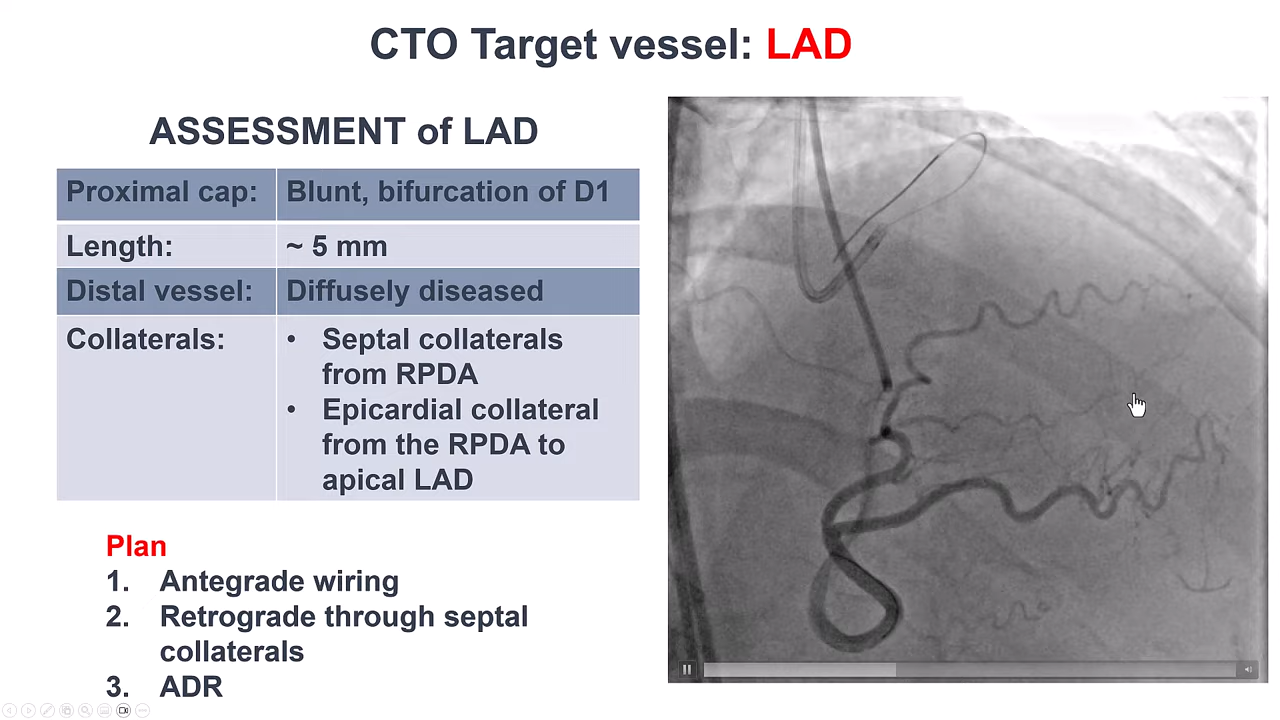 CTO Target vessel: LAD
ASSESSMENT of LAD
Proximal cap: Blunt, bifurcation of D1
Length: ~ 5 mm
Distal vessel: Diffusely diseased
Collaterals: • Septal collaterals
from RPDA
• Epicardial collateral
from the RPDA to
apical LAD
Plan
1. Antegrade wiring
2. Retrograde through septal
collaterals
3. ADR